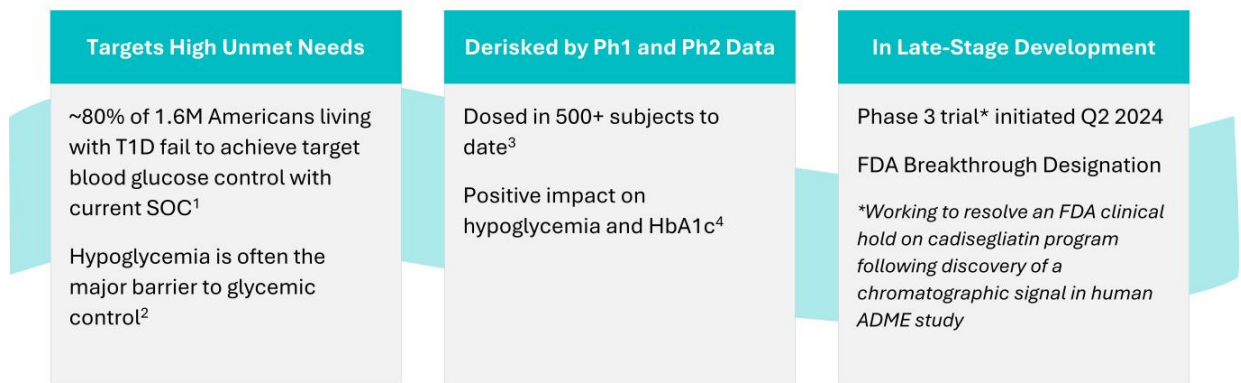 Targets High Unmet Needs
~80% of 1.6M Americans living
with T1D fail to achieve target
blood glucose control with
current SOC¹
Hypoglycemia is often the
major barrier to glycemic
control²
Derisked by Ph1 and Ph2 Data
Dosed in 500+ subjects to
date³
Positive impact on
hypoglycemia and HbA1c⁴
In Late-Stage Development
Phase 3 trial* initiated Q2 2024
FDA Breakthrough Designation
*Working to resolve an FDA clinical
hold on cadisegliatin program
following discovery of a
chromatographic signal in human
ADME study